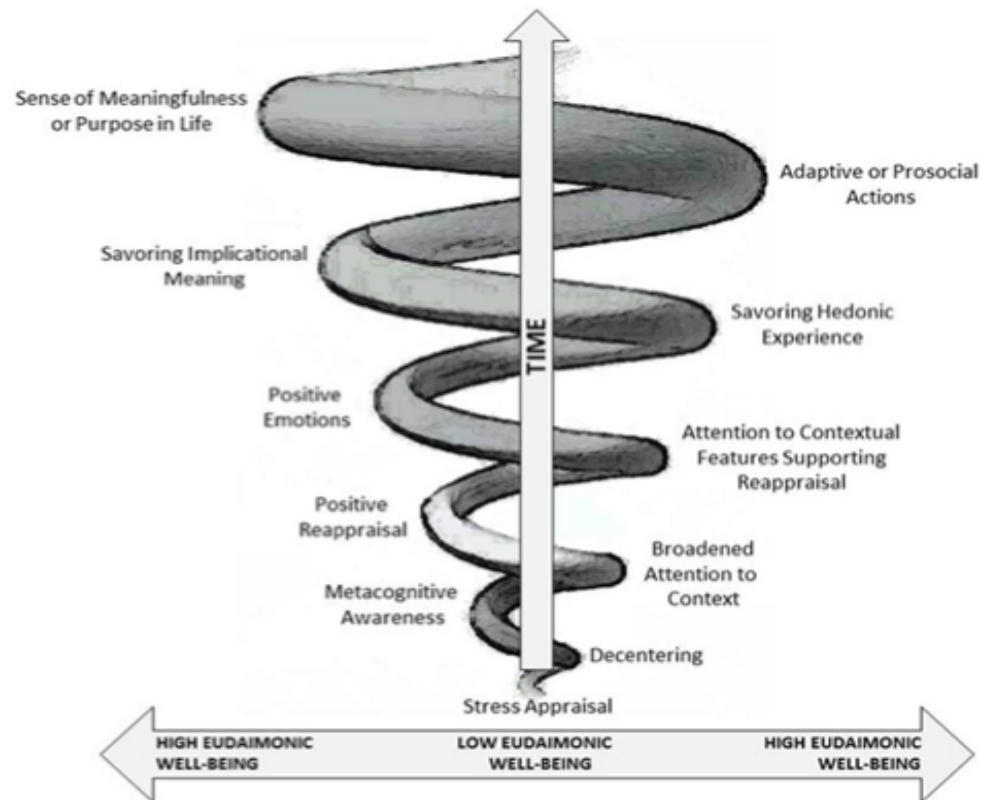 Sense of Meaningfulness
or Purpose in Life
Adaptive or Prosocial
Actions
Savoring Implicational
Meaning
Savoring Hedonic
Experience
TIME
Positive
Emotions
Attention to Contextual
Features Supporting
Reappraisal
Positive
Reappraisal
Broadened
Attention to
Context
Metacognitive
Awareness
Decentering
Stress Appraisal
HIGH EUDAIMONIC
WELL-BEING
LOW EUDAIMONIC
WELL-BEING
HIGH EUDAIMONIC
WELL-BEING